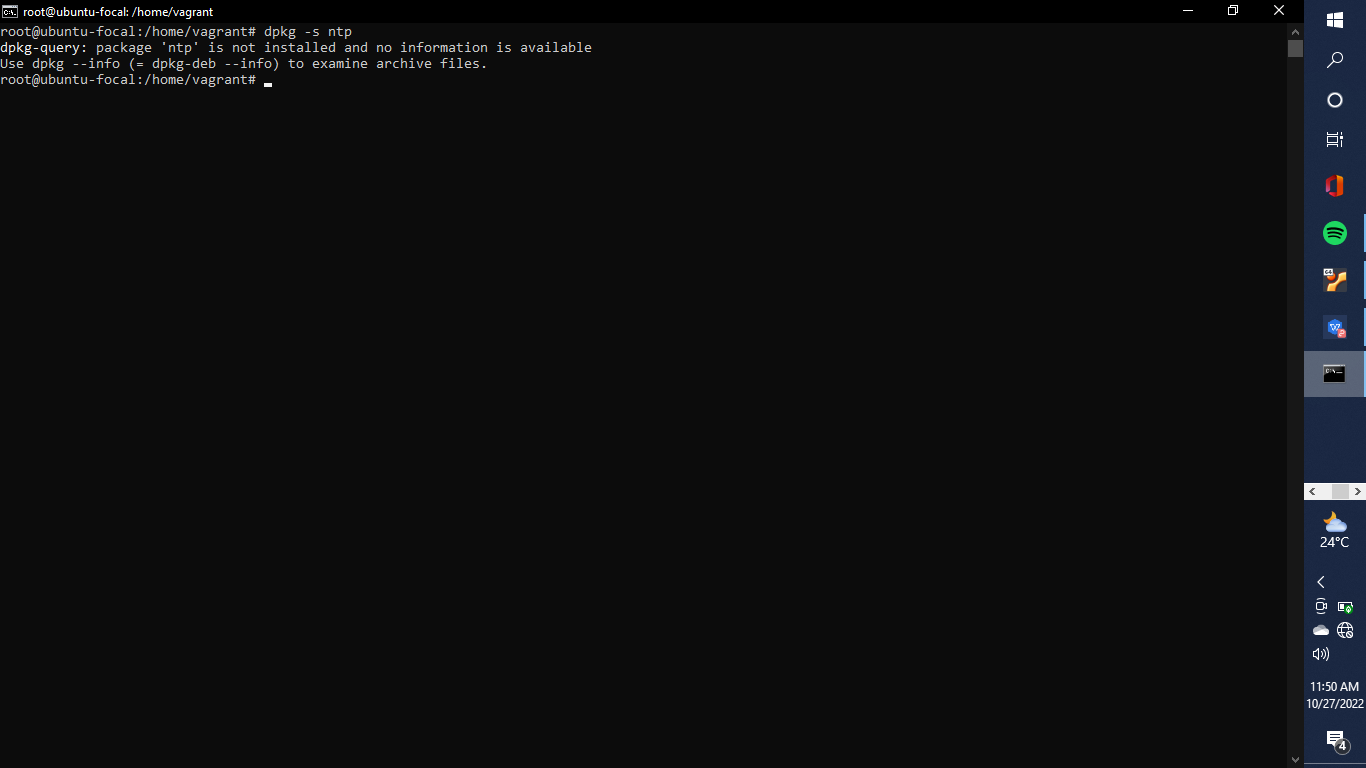 root@ubuntu-focal: /home/vagrant
root@ubuntu-focal:/home/vagrant# dpkg -s ntp
dpkg-query: package 'ntp' is not installed and no information is available
Use dpkg --info (= dpkg-deb --info) to examine archive files.
root@ubuntu-focal:/home/vagrant#
24°C
11:50 AM
10/27/2022
4